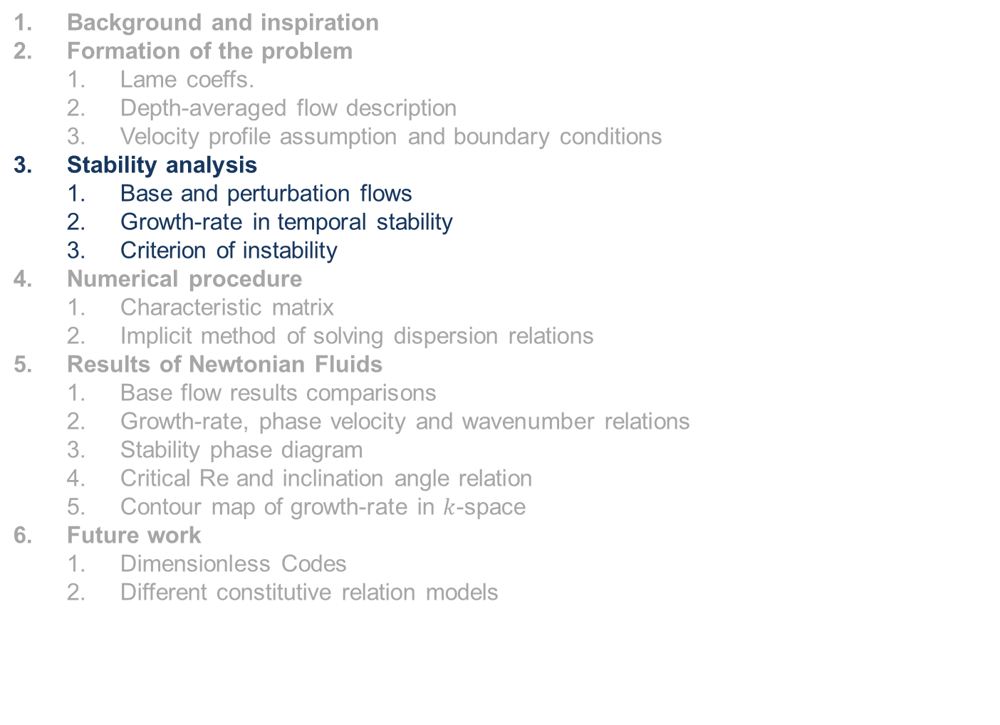 1. Background and inspiration
2. Formation of the problem
1. Lame coeffs.
2. Depth-averaged flow description
3. Velocity profile assumption and boundary conditions
3. Stability analysis
1. Base and perturbation flows
2. Growth-rate in temporal stability
3. Criterion of instability
4. Numerical procedure
1. Characteristic matrix
2. Implicit method of solving dispersion relations
5. Results of Newtonian Fluids
1. Base flow results comparisons
2. Growth-rate, phase velocity and wavenumber relations
3. Stability phase diagram
4. Critical Re and inclination angle relation
5. Contour map of growth-rate in k-space
6. Future work
1. Dimensionless Codes
2. Different constitutive relation models